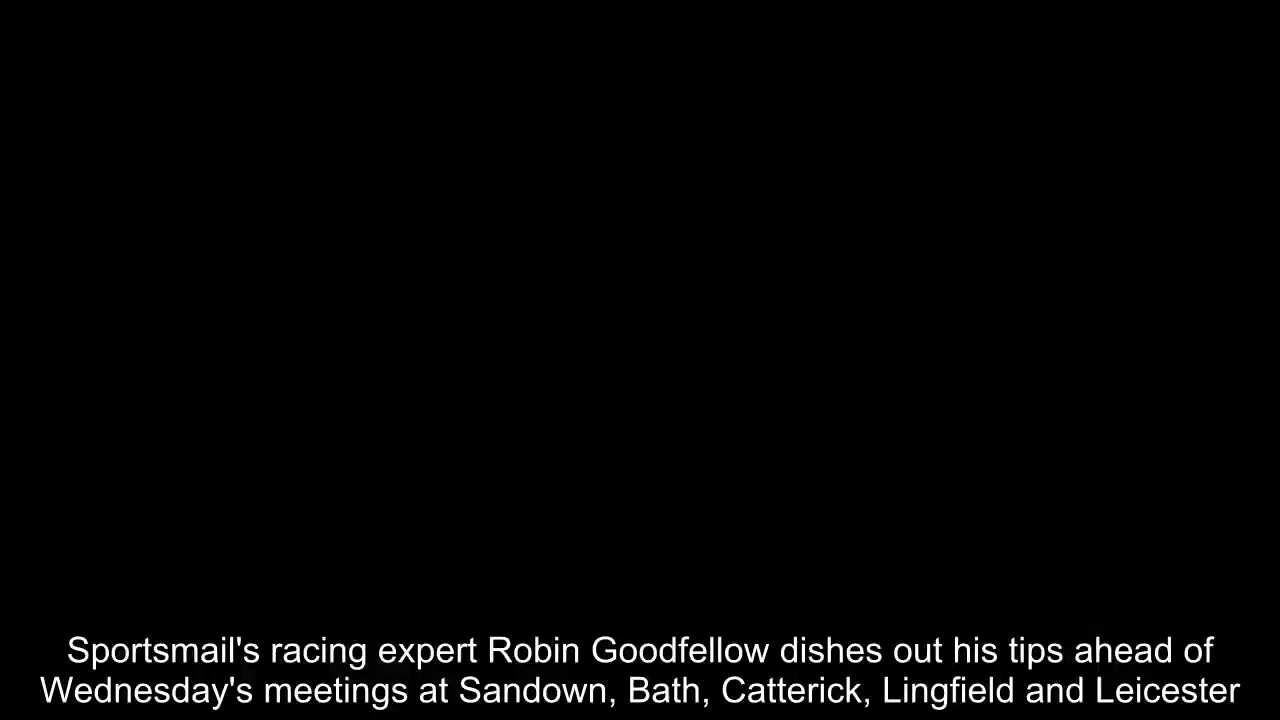 Sportsmail's racing expert Robin Goodfellow dishes out his tips ahead of
Wednesday's meetings at Sandown, Bath, Catterick, Lingfield and Leicester